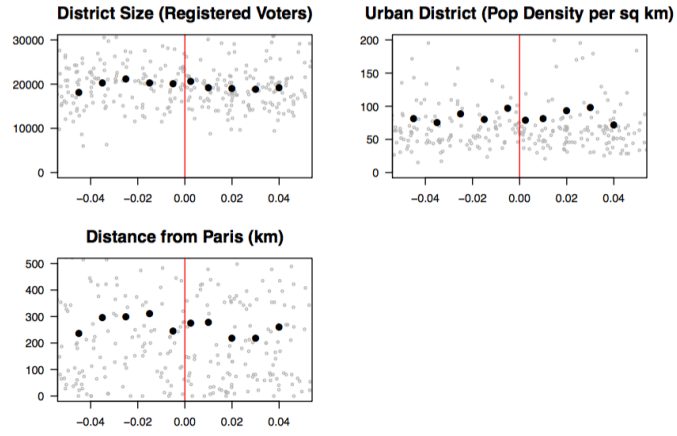 District Size (Registered Voters)
30000
20000
10000
0
−0.04 −0.02 0.00 0.02 0.04
Urban District (Pop Density per sq km)
200
150
100
50
0
−0.04 −0.02 0.00 0.02 0.04
Distance from Paris (km)
500
400
300
200
100
0
−0.04 −0.02 0.00 0.02 0.04